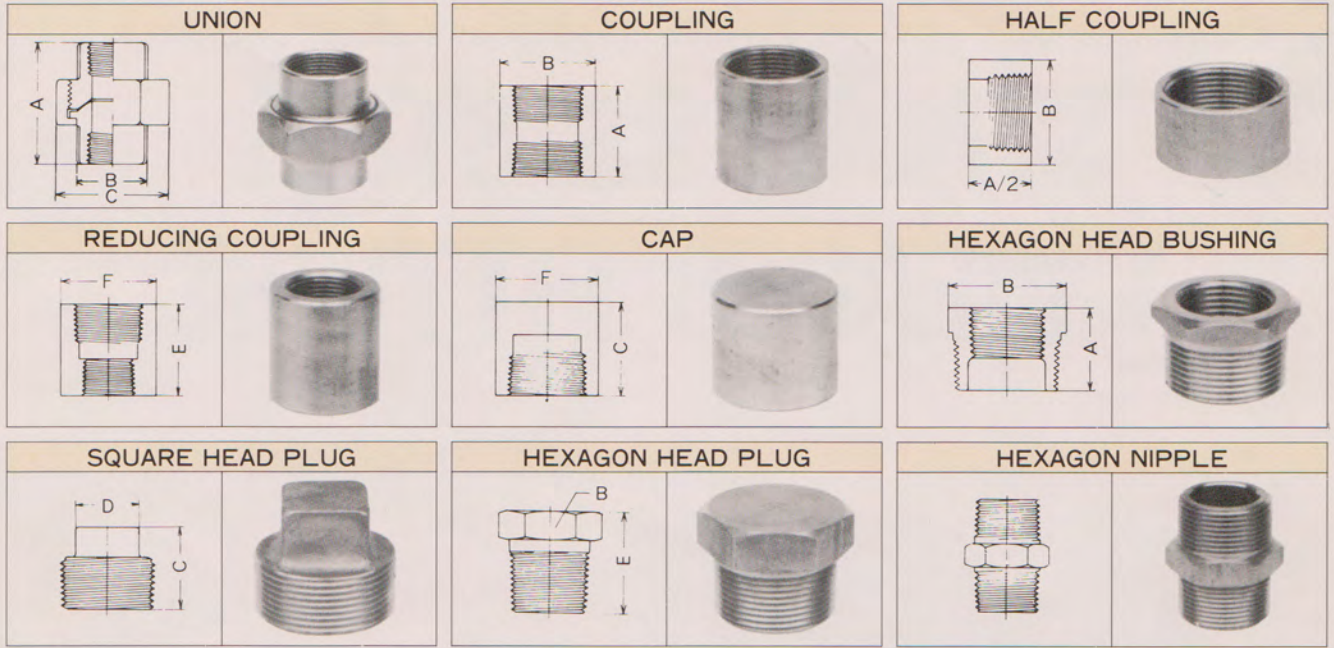 UNION
A
B
C
COUPLING
B
A
HALF COUPLING
B
A/2
REDUCING COUPLING
F
E
CAP
F
C
HEXAGON HEAD BUSHING
B
A
SQUARE HEAD PLUG
D
C
HEXAGON HEAD PLUG
B
E
HEXAGON NIPPLE